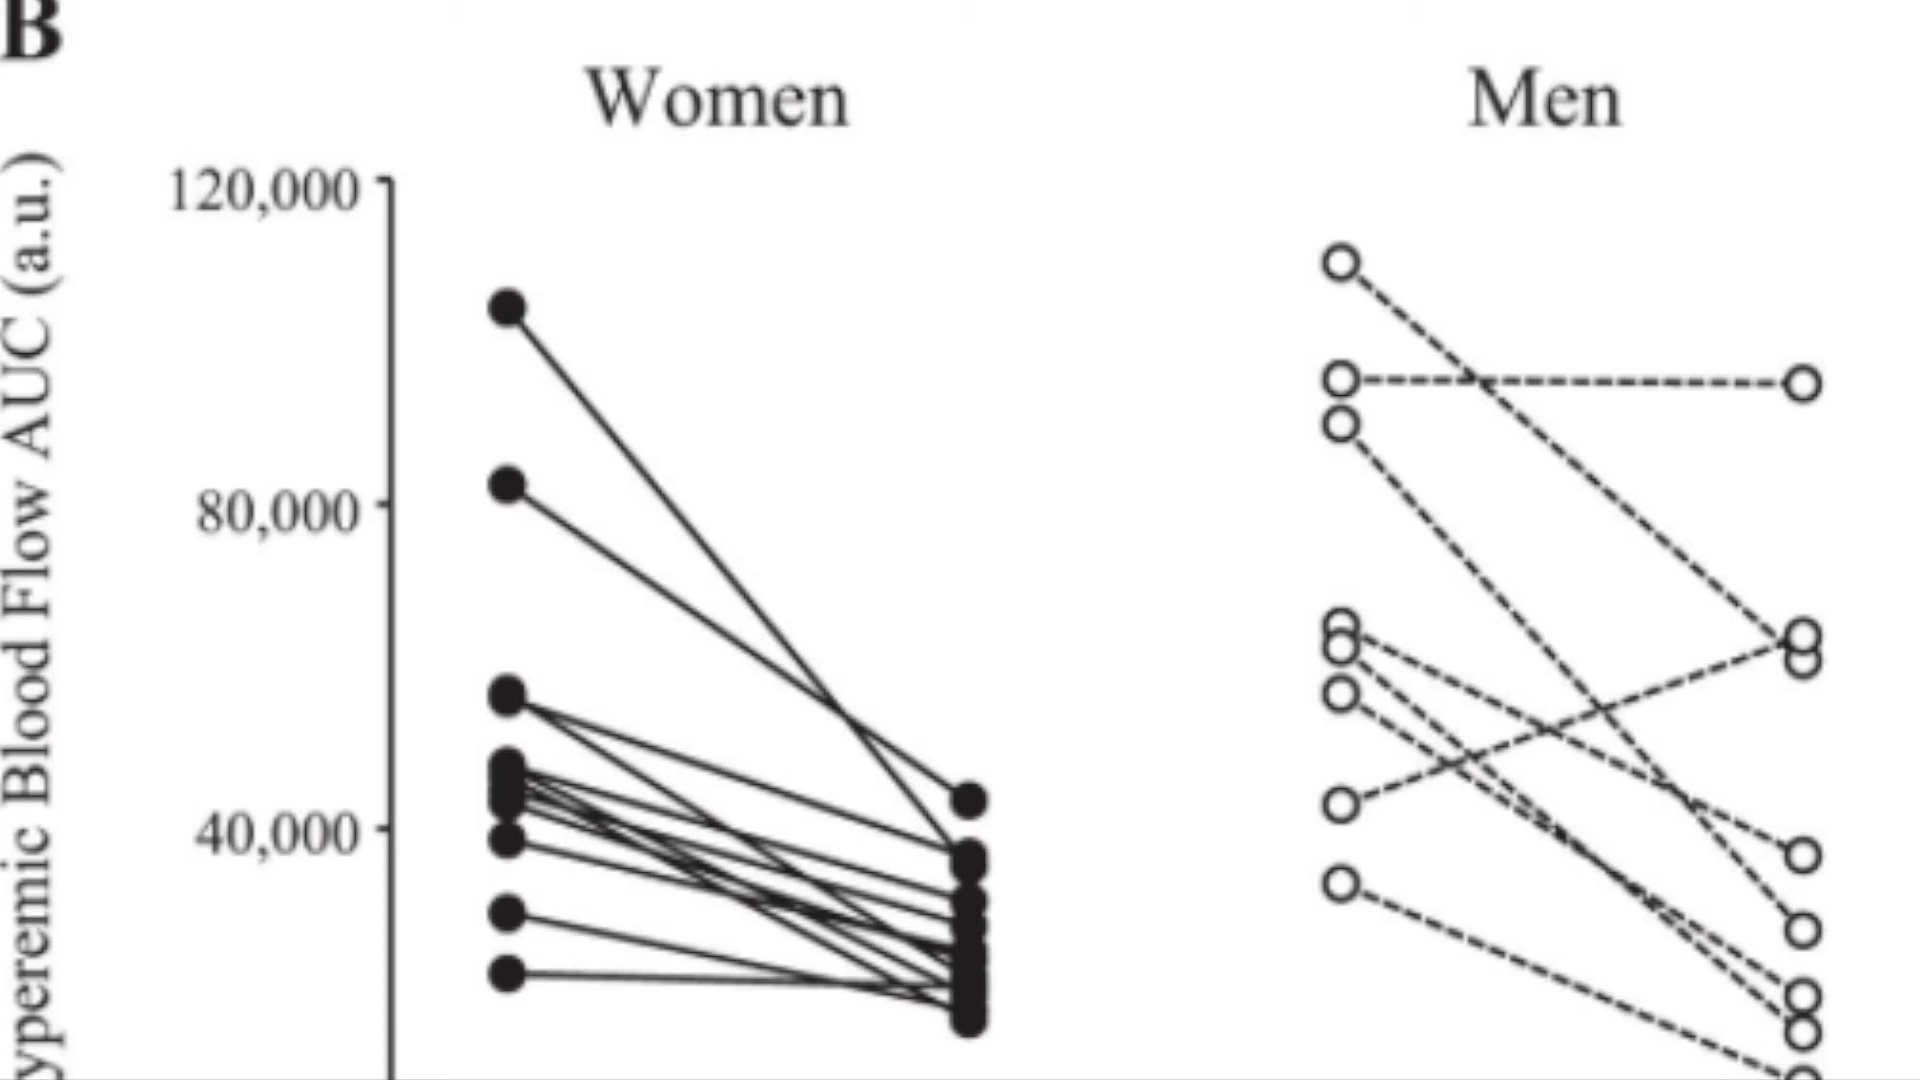 B
Women
Men
120,000
80,000
40,000
yperemic Blood Flow AUC (a.u.)